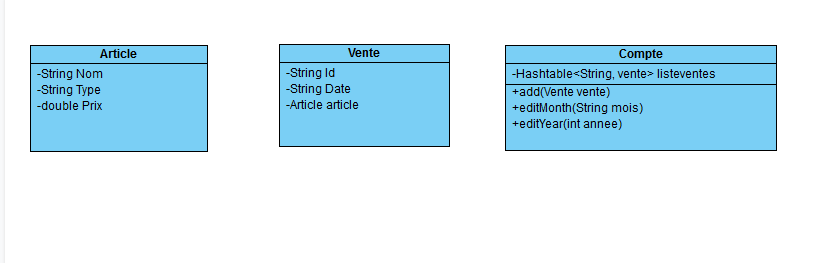 Article
-String Nom
-String Type
-double Prix
Vente
-String Id
-String Date
-Article article
Compte
-Hashtable<String, vente> listeventes
+add(Vente vente)
+editMonth(String mois)
+editYear(int annee)